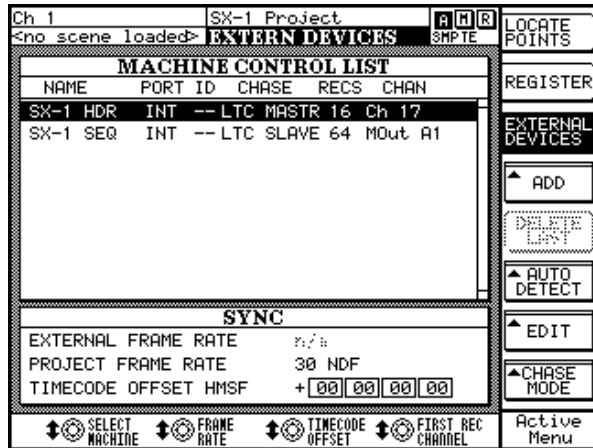 Ch 1 SX-1 Project A M R
<no scene loaded> EXTERN DEVICES SMPTE
MACHINE CONTROL LIST
NAME PORT ID CHASE RECS CHAN
SX-1 HDR INT -- LTC MASTR 16 Ch 17
SX-1 SEQ INT -- LTC SLAVE 64 MOut A1
SYNC
EXTERNAL FRAME RATE n/a
PROJECT FRAME RATE 30 NDF
TIMECODE OFFSET HMSF + 00 00 00 00
SELECT MACHINE FRAME RATE TIMECODE OFFSET FIRST REC CHANNEL
LOCATE POINTS
REGISTER
EXTERNAL DEVICES
ADD
DELETE LAST
AUTO DETECT
EDIT
CHASE MODE
Active Menu